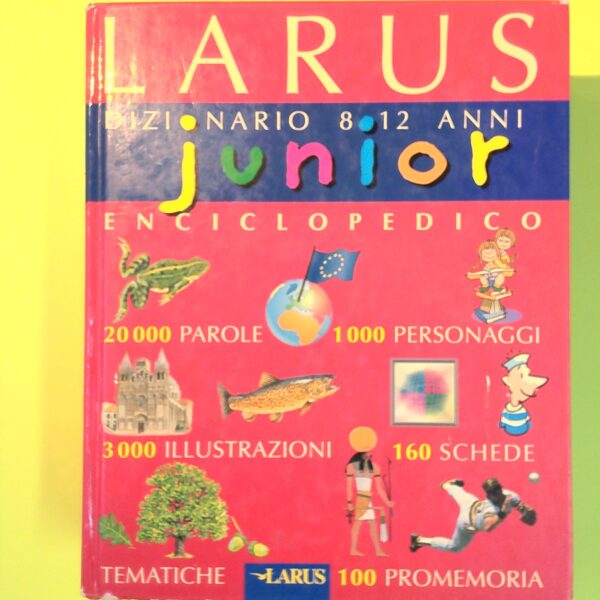 LARUS
DIZIONARIO 8-12 ANNI
junior
ENCICLOPEDICO
20 000 PAROLE 1 000 PERSONAGGI
3 000 ILLUSTRAZIONI 160 SCHEDE
TEMATICHE LARUS 100 PROMEMORIA